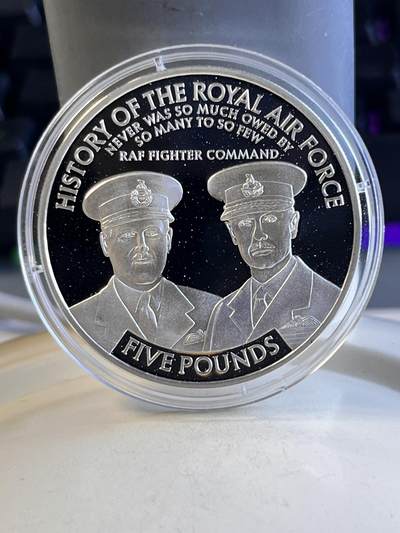 HISTORY OF THE ROYAL AIR FORCE
NEVER WAS SO MUCH OWED BY
SO MANY TO SO FEW
RAF FIGHTER COMMAND
FIVE POUNDS